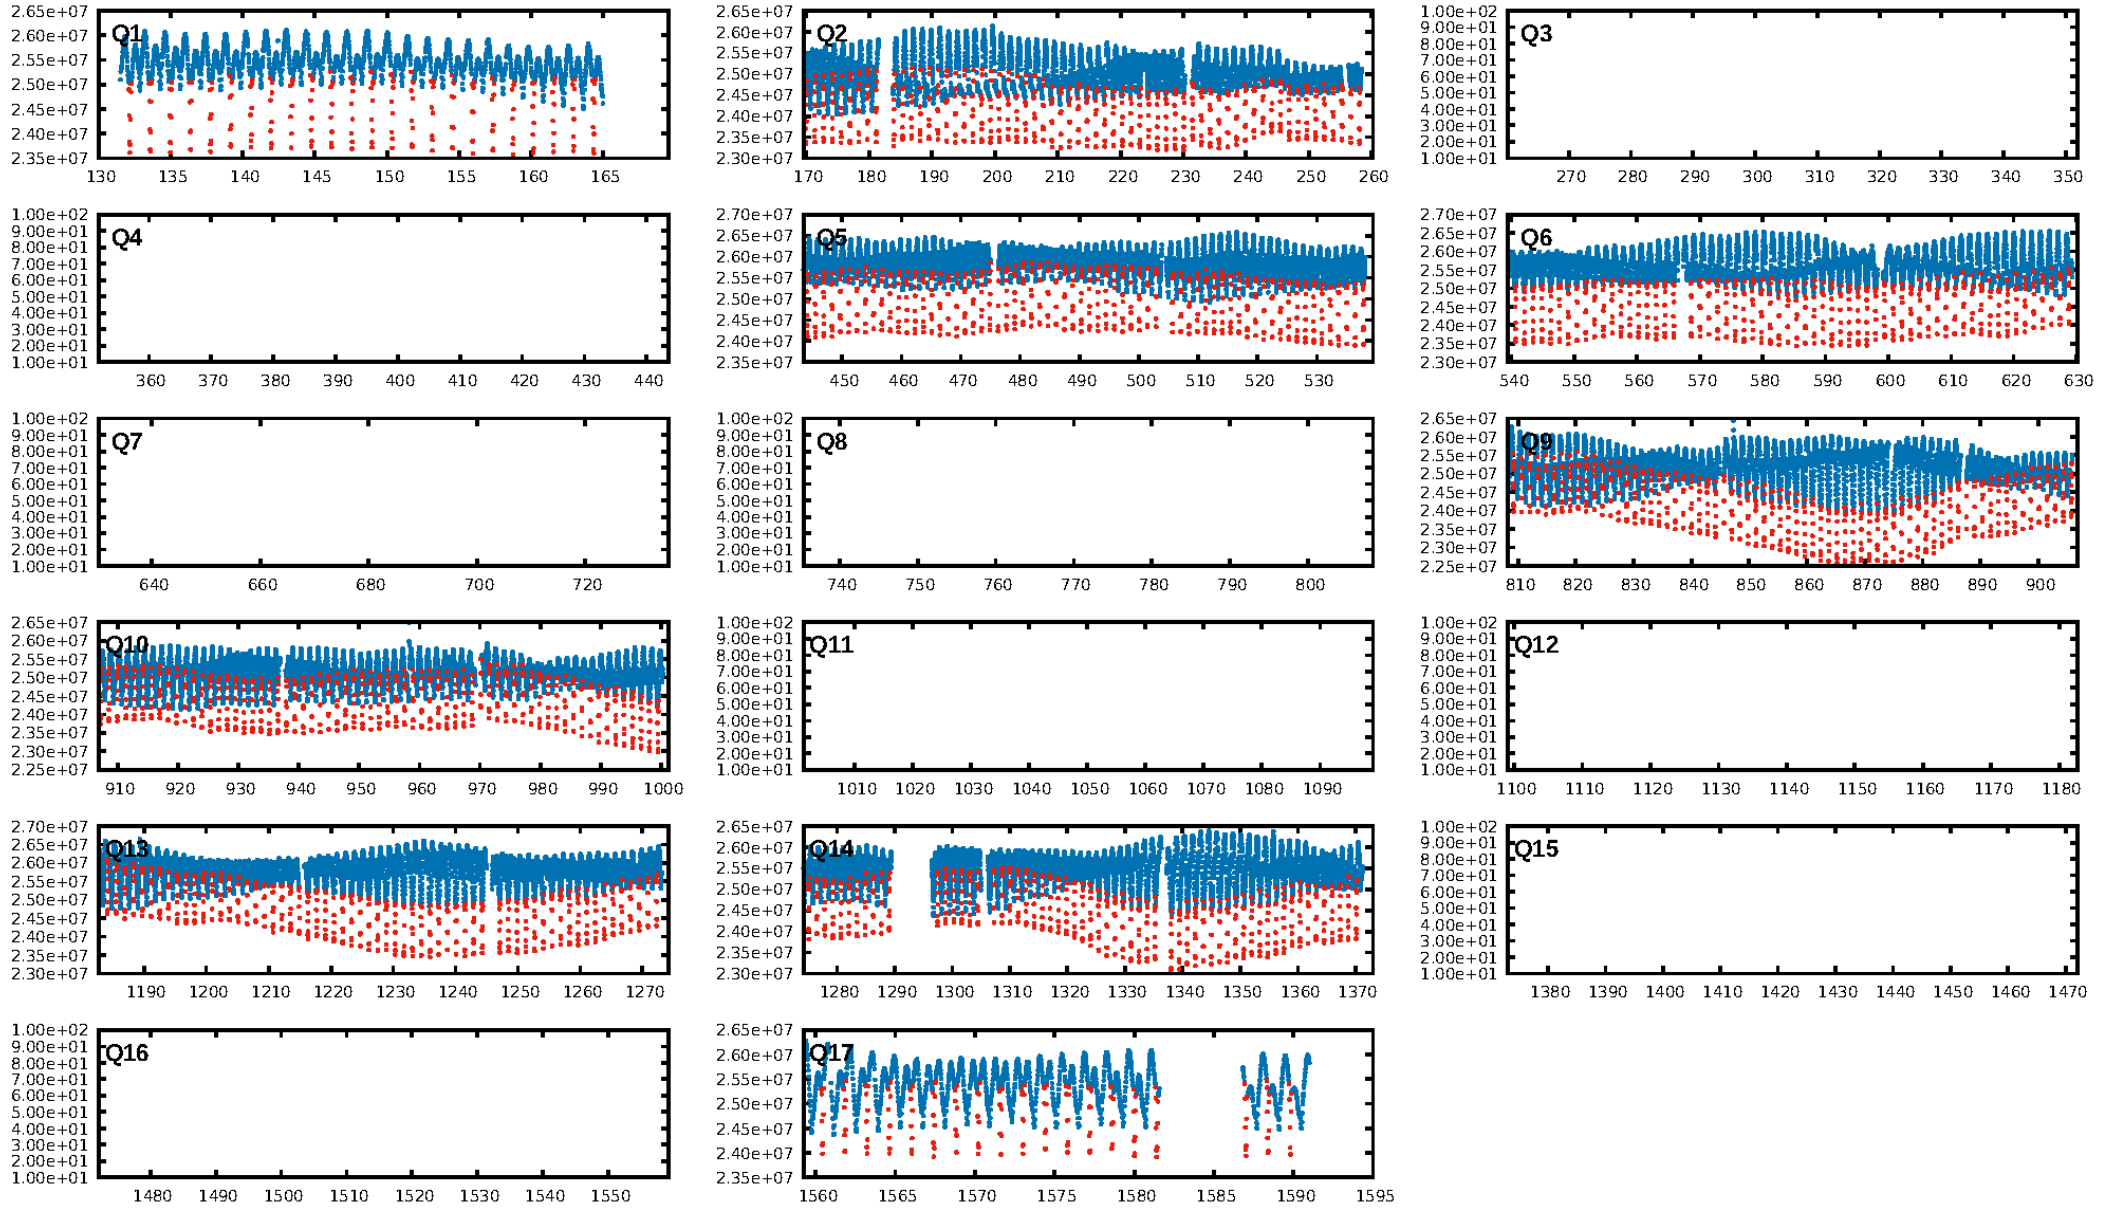 2.65e+07
2.60e+07
2.55e+07
2.50e+07
2.45e+07
2.40e+07
2.35e+07
Q1
130 135 140 145 150 155 160 165
2.65e+07
2.60e+07
2.55e+07
2.50e+07
2.45e+07
2.40e+07
2.35e+07
2.30e+07
Q2
170 180 190 200 210 220 230 240 250 260
1.00e+02
9.00e+01
8.00e+01
7.00e+01
6.00e+01
5.00e+01
4.00e+01
3.00e+01
2.00e+01
1.00e+01
Q3
270 280 290 300 310 320 330 340 350
1.00e+02
9.00e+01
8.00e+01
7.00e+01
6.00e+01
5.00e+01
4.00e+01
3.00e+01
2.00e+01
1.00e+01
Q4
360 370 380 390 400 410 420 430 440
2.70e+07
2.65e+07
2.60e+07
2.55e+07
2.50e+07
2.45e+07
2.40e+07
2.35e+07
Q5
450 460 470 480 490 500 510 520 530
2.70e+07
2.65e+07
2.60e+07
2.55e+07
2.50e+07
2.45e+07
2.40e+07
2.35e+07
2.30e+07
Q6
540 550 560 570 580 590 600 610 620 630
1.00e+02
9.00e+01
8.00e+01
7.00e+01
6.00e+01
5.00e+01
4.00e+01
3.00e+01
2.00e+01
1.00e+01
Q7
640 660 680 700 720
1.00e+02
9.00e+01
8.00e+01
7.00e+01
6.00e+01
5.00e+01
4.00e+01
3.00e+01
2.00e+01
1.00e+01
Q8
740 750 760 770 780 790 800
2.65e+07
2.60e+07
2.55e+07
2.50e+07
2.45e+07
2.40e+07
2.35e+07
2.30e+07
2.25e+07
Q9
810 820 830 840 850 860 870 880 890 900
2.65e+07
2.60e+07
2.55e+07
2.50e+07
2.45e+07
2.40e+07
2.35e+07
2.30e+07
2.25e+07
Q10
910 920 930 940 950 960 970 980 990 1000
1.00e+02
9.00e+01
8.00e+01
7.00e+01
6.00e+01
5.00e+01
4.00e+01
3.00e+01
2.00e+01
1.00e+01
Q11
1010 1020 1030 1040 1050 1060 1070 1080 1090
1.00e+02
9.00e+01
8.00e+01
7.00e+01
6.00e+01
5.00e+01
4.00e+01
3.00e+01
2.00e+01
1.00e+01
Q12
1100 1110 1120 1130 1140 1150 1160 1170 1180
2.70e+07
2.65e+07
2.60e+07
2.55e+07
2.50e+07
2.45e+07
2.40e+07
2.35e+07
2.30e+07
Q13
1190 1200 1210 1220 1230 1240 1250 1260 1270
2.65e+07
2.60e+07
2.55e+07
2.50e+07
2.45e+07
2.40e+07
2.35e+07
2.30e+07
Q14
1280 1290 1300 1310 1320 1330 1340 1350 1360 1370
1.00e+02
9.00e+01
8.00e+01
7.00e+01
6.00e+01
5.00e+01
4.00e+01
3.00e+01
2.00e+01
1.00e+01
Q15
1380 1390 1400 1410 1420 1430 1440 1450 1460 1470
1.00e+02
9.00e+01
8.00e+01
7.00e+01
6.00e+01
5.00e+01
4.00e+01
3.00e+01
2.00e+01
1.00e+01
Q16
1480 1490 1500 1510 1520 1530 1540 1550
2.65e+07
2.60e+07
2.55e+07
2.50e+07
2.45e+07
2.40e+07
2.35e+07
Q17
1560 1565 1570 1575 1580 1585 1590 1595